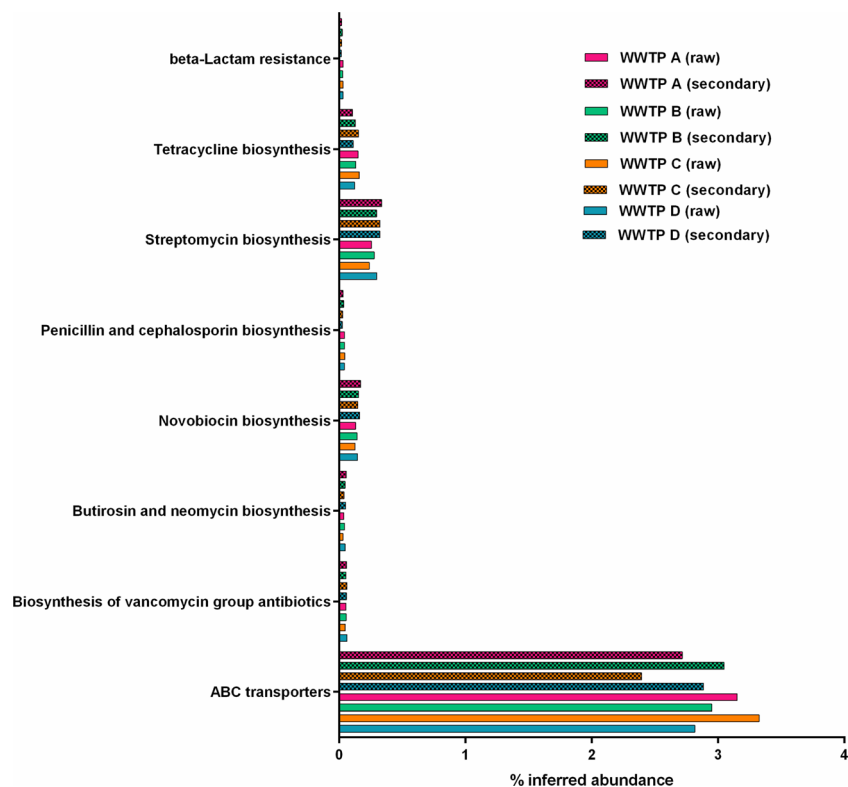 beta-Lactam resistance
Tetracycline biosynthesis
Streptomycin biosynthesis
Penicillin and cephalosporin biosynthesis
Novobiocin biosynthesis
Butirosin and neomycin biosynthesis
Biosynthesis of vancomycin group antibiotics
ABC transporters
WWTP A (raw)
WWTP A (secondary)
WWTP B (raw)
WWTP B (secondary)
WWTP C (raw)
WWTP C (secondary)
WWTP D (raw)
WWTP D (secondary)
0 1 2 3 4
% inferred abundance